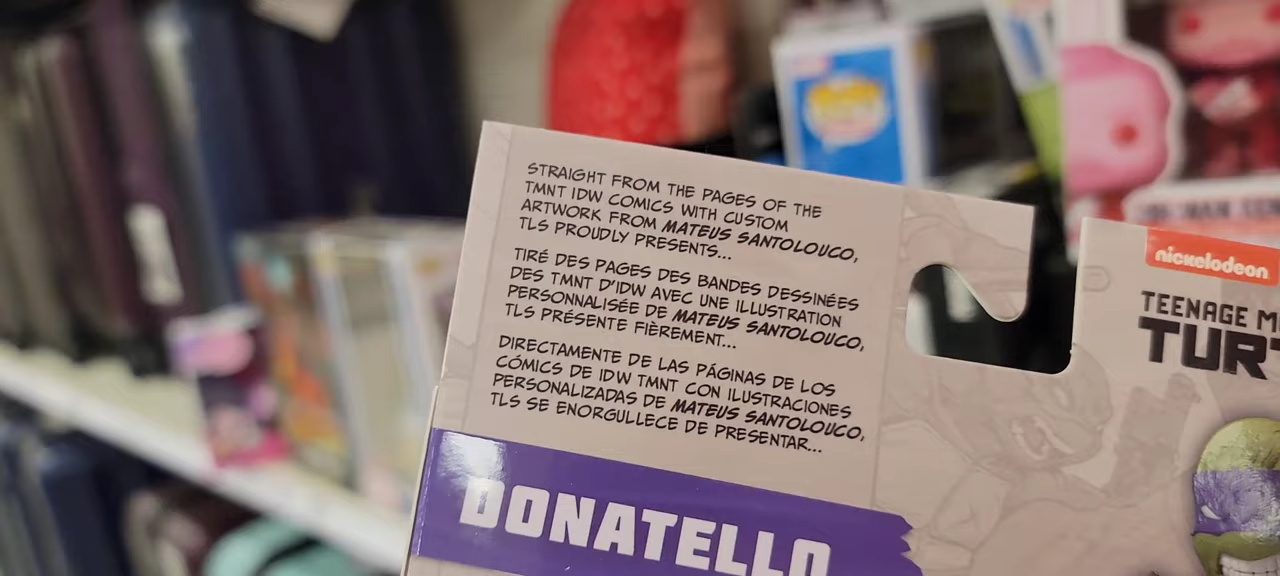 STRAIGHT FROM THE PAGES OF THE
TMNT IDW COMICS WITH CUSTOM
ARTWORK FROM MATEUS SANTOLOUCO,
TLS PROUDLY PRESENTS...
TIRÉ DES PAGES DES BANDES DESSINÉES
DES TMNT D'IDW AVEC UNE ILLUSTRATION
PERSONNALISÉE DE MATEUS SANTOLOUCO,
TLS PRÉSENTE FIÈREMENT...
DIRECTAMENTE DE LAS PÁGINAS DE LOS
CÓMICS DE IDW TMNT CON ILUSTRACIONES
PERSONALIZADAS DE MATEUS SANTOLOUCO,
TLS SE ENORGULLECE DE PRESENTAR...
DONATELLO
nickelodeon
TEENAGE M
TURT